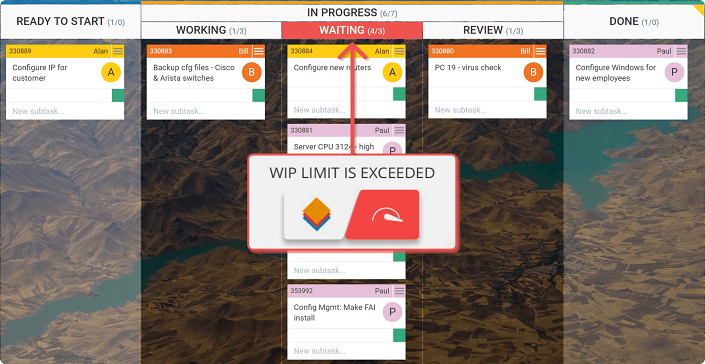 READY TO START (1/0)
IN PROGRESS (6/7)
WORKING (1/3)
WAITING (4/3)
REVIEW (1/3)
DONE (1/0)
330889 Alan
Configure IP for
customer
A
New subtask...
330883 Bill
Backup cfg files - Cisco
& Arista switches
B
New subtask...
330884 Alan
Configure new routers
A
New subtask...
330881 Paul
Server CPU 3124 - high
P
WIP LIMIT IS EXCEEDED
New subtask...
353992 Paul
Config Mgmt: Make FAI
install
P
New subtask...
330880 Bill
PC 19 - virus check
B
New subtask...
330882 Paul
Configure Windows for
new employees
P
New subtask...